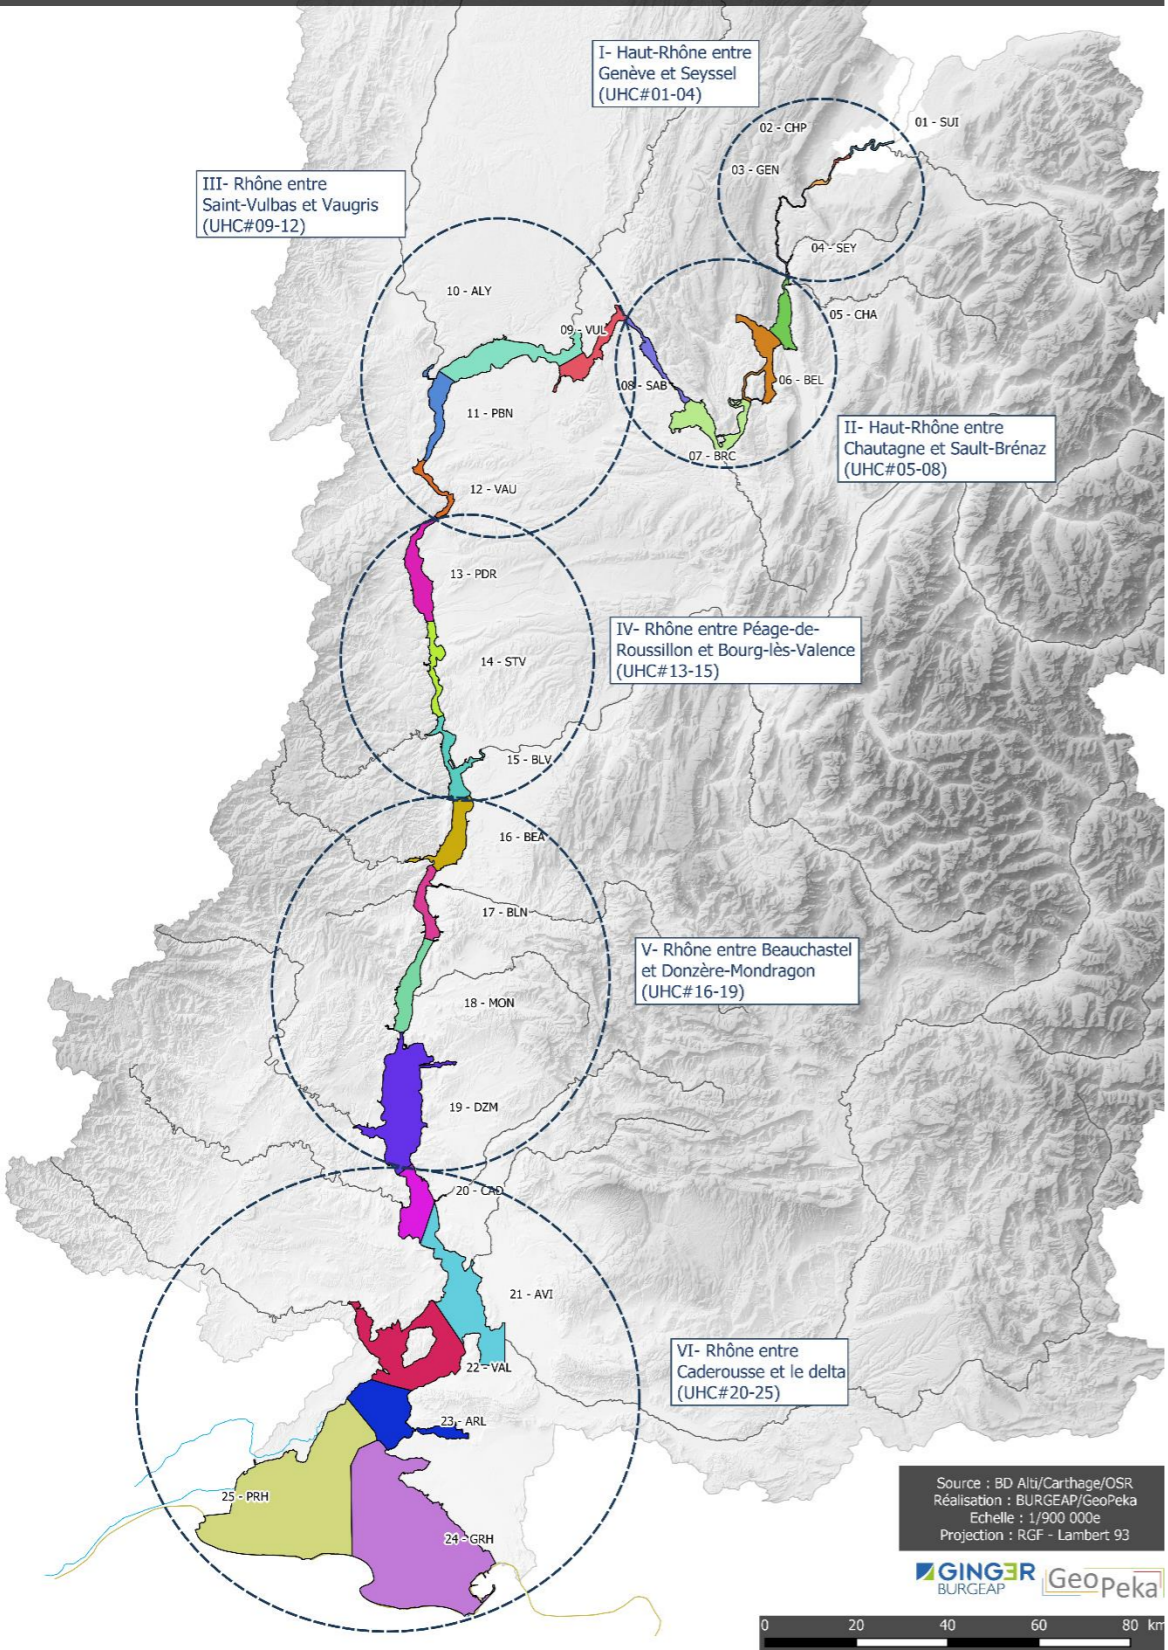 I- Haut-Rhône entre
Genève et Seyssel
(UHC#01-04)
01 - SUI
02 - CHP
03 - GEN
04 - SEY
III- Rhône entre
Saint-Vulbas et Vaugris
(UHC#09-12)
10 - ALY
09 - VUL
05 - CHA
08 - SAB
06 - BEL
11 - PBN
07 - BRC
II- Haut-Rhône entre
Chautagne et Sault-Brénaz
(UHC#05-08)
12 - VAU
13 - PDR
IV- Rhône entre Péage-de-
Roussillon et Bourg-lès-Valence
(UHC#13-15)
14 - STV
15 - BLV
16 - BEA
17 - BLN
V- Rhône entre Beauchastel
et Donzère-Mondragon
(UHC#16-19)
18 - MON
19 - DZM
20 - CAD
21 - AVI
VI- Rhône entre
Caderousse et le delta
(UHC#20-25)
22 - VAL
23 - ARL
25 - PRH
24 - GRH
Source : BD Alti/Carthage/OSR
Réalisation : BURGEAP/GeoPeka
Echelle : 1/900 000e
Projection : RGF - Lambert 93
GINGER
BURGEAP
GeoPeka
0 20 40 60 80 km